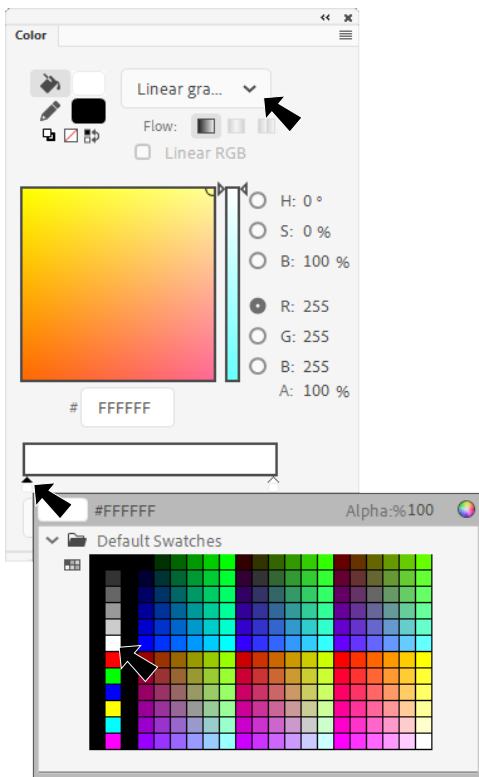 Color
Linear gra...
Flow:
Linear RGB
H: 0 °
S: 0 %
B: 100 %
R: 255
G: 255
B: 255
A: 100 %
# FFFFFF
#FFFFFF Alpha:% 100
Default Swatches